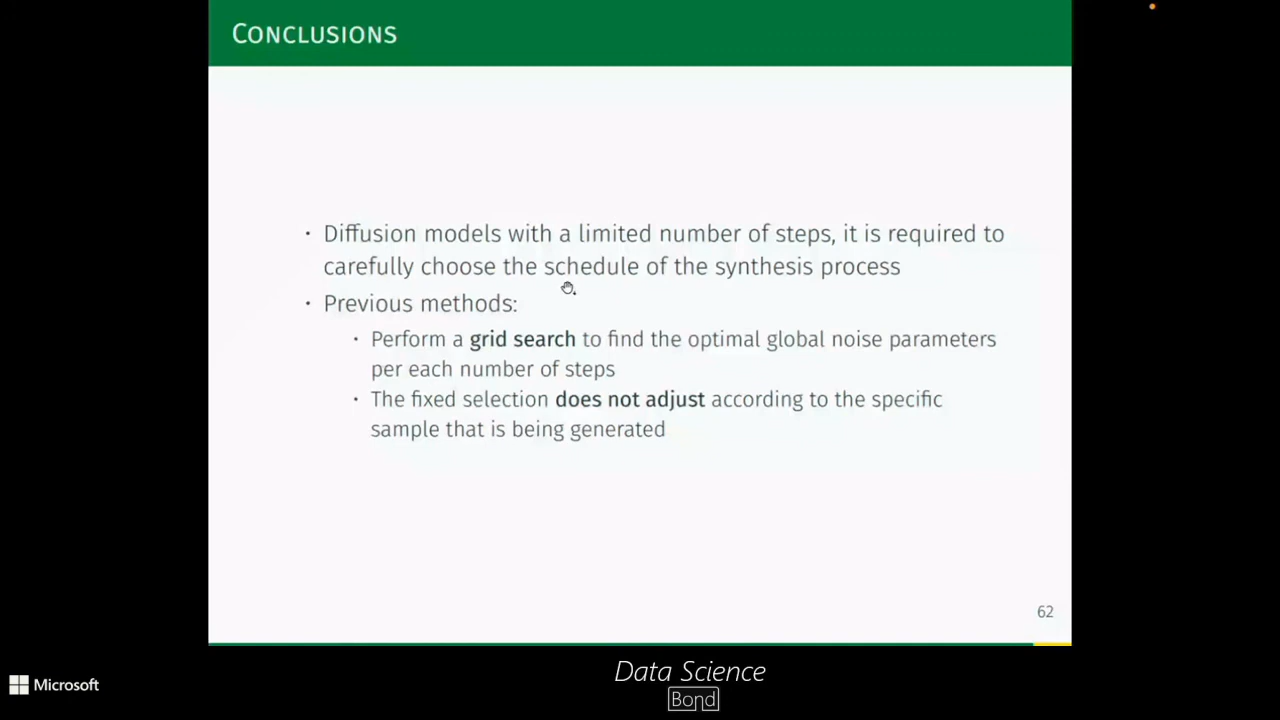 CONCLUSIONS
· Diffusion models with a limited number of steps, it is required to
carefully choose the schedule of the synthesis process
· Previous methods:
· Perform a grid search to find the optimal global noise parameters
per each number of steps
· The fixed selection does not adjust according to the specific
sample that is being generated
62
Microsoft
Data Science
Bond